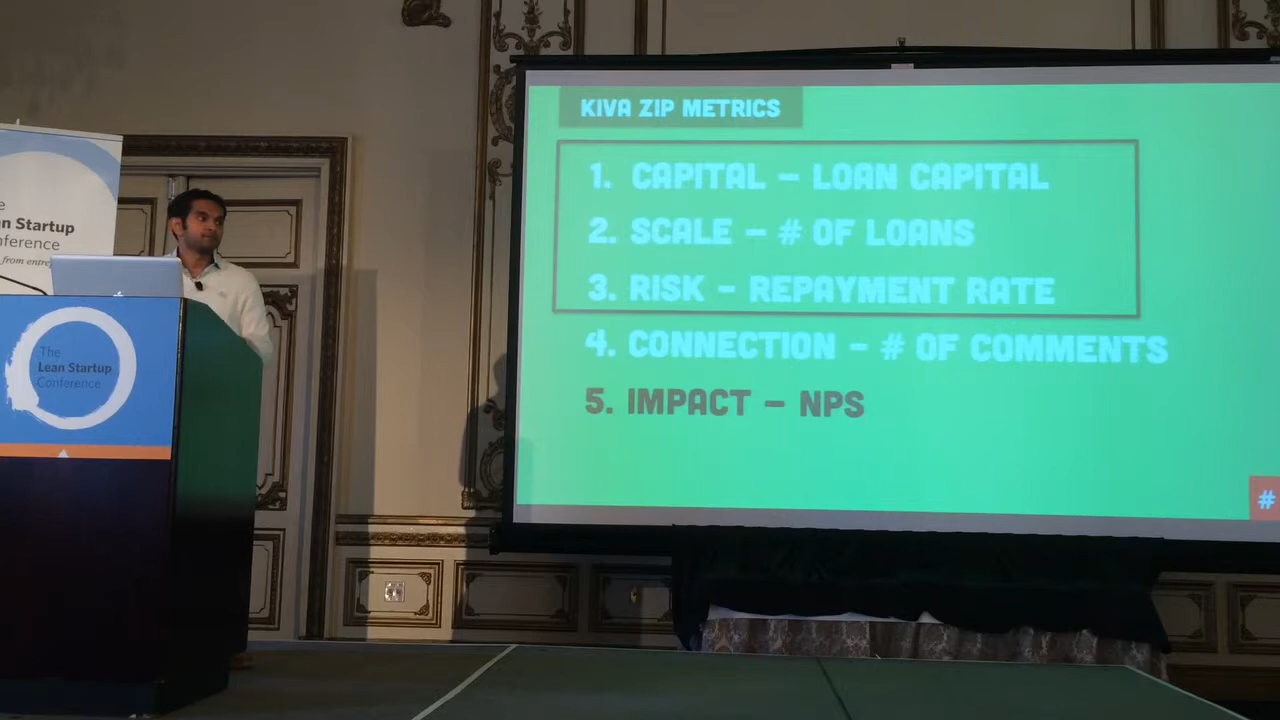 KIVA ZIP METRICS
1. CAPITAL – LOAN CAPITAL
2. SCALE – # OF LOANS
3. RISK – REPAYMENT RATE
4. CONNECTION – # OF COMMENTS
5. IMPACT – NPS
#
Startup
from
The
Lean Startup
Conference